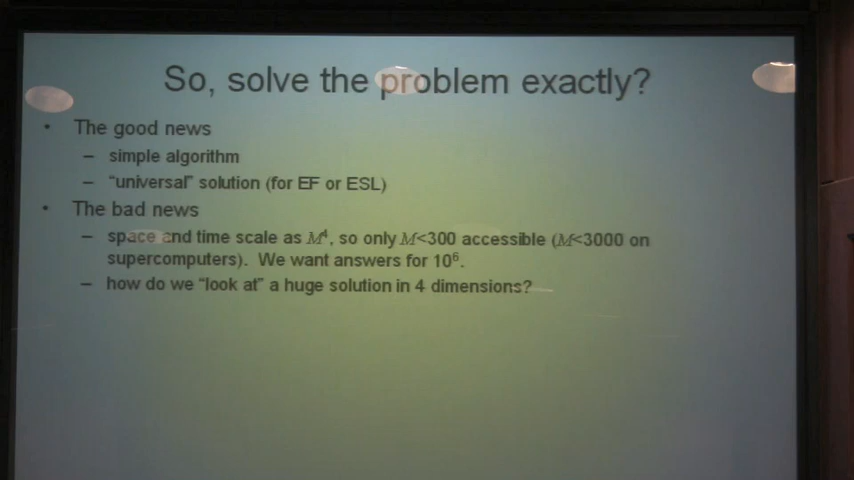 So, solve the problem exactly?
• The good news
– simple algorithm
– "universal" solution (for EF or ESL)
• The bad news
– space and time scale as M⁴, so only M<300 accessible (M<3000 on
supercomputers). We want answers for 10⁶.
– how do we "look at" a huge solution in 4 dimensions?